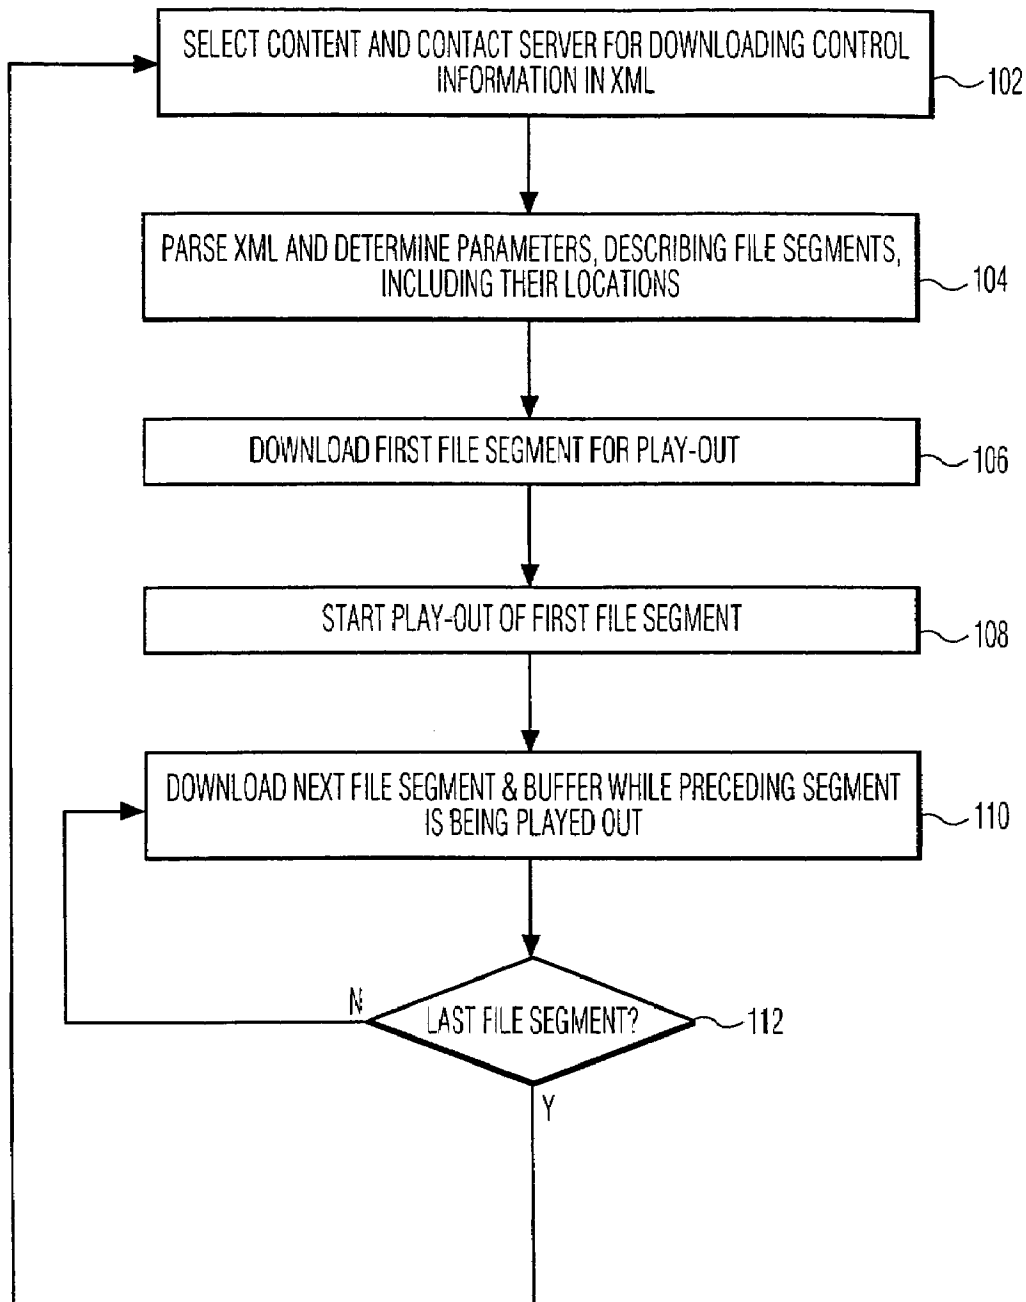 SELECT CONTENT AND CONTACT SERVER FOR DOWNLOADING CONTROL
INFORMATION IN XML
102
PARSE XML AND DETERMINE PARAMETERS, DESCRIBING FILE SEGMENTS,
INCLUDING THEIR LOCATIONS
104
DOWNLOAD FIRST FILE SEGMENT FOR PLAY-OUT
106
START PLAY-OUT OF FIRST FILE SEGMENT
108
DOWNLOAD NEXT FILE SEGMENT & BUFFER WHILE PRECEDING SEGMENT
IS BEING PLAYED OUT
110
N
LAST FILE SEGMENT?
112
Y